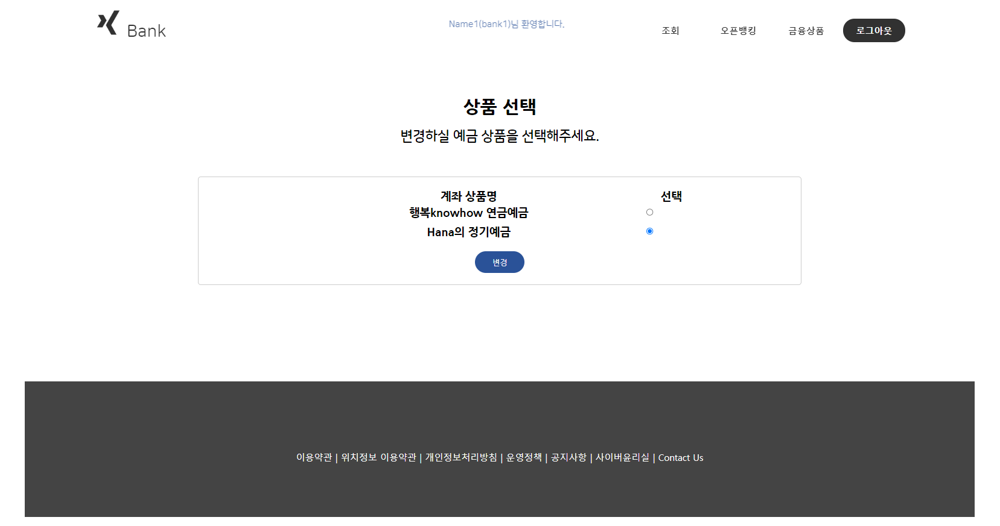 Bank
Name1(bank1)님 환영합니다.
조회 오픈뱅킹 금융상품 로그아웃
상품 선택
변경하실 예금 상품을 선택해주세요.
계좌 상품명 선택
행복knowhow 연금예금
Hana의 정기예금
변경
이용약관 | 위치정보 이용약관 | 개인정보처리방침 | 운영정책 | 공지사항 | 사이버윤리실 | Contact Us